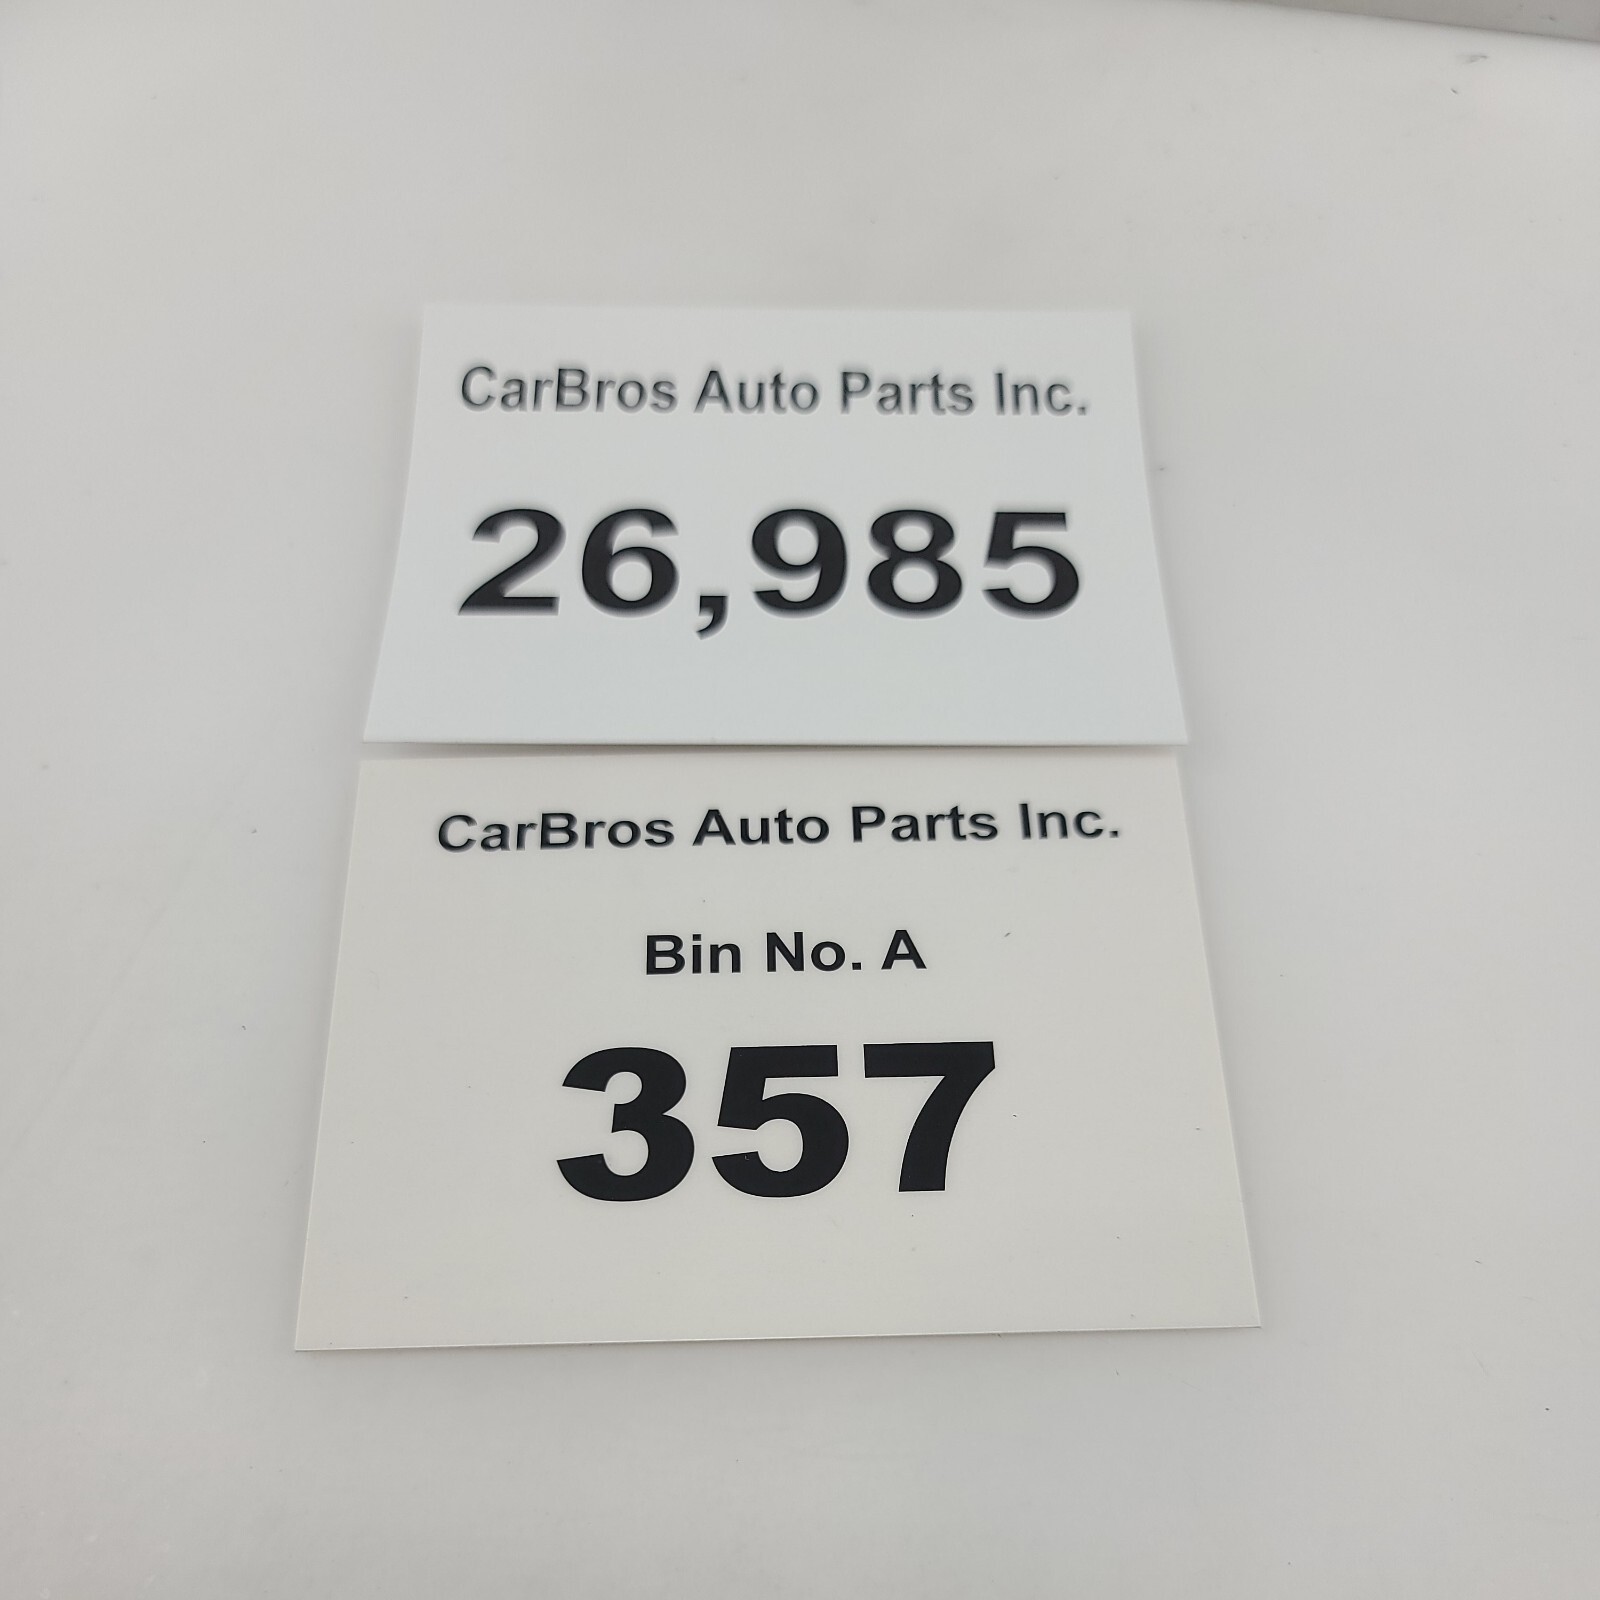 CarBros Auto Parts Inc.
26,985
CarBros Auto Parts Inc.
Bin No. A
357